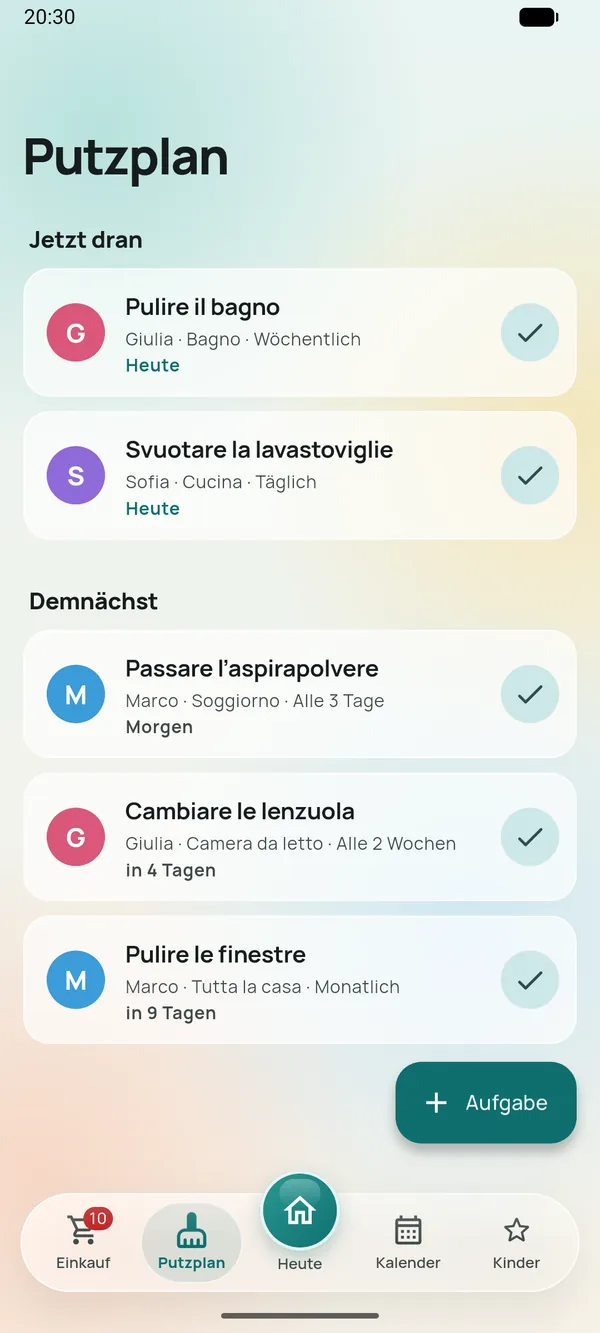 20:30
Putzplan
Jetzt dran
G
Pulire il bagno
Giulia · Bagno · Wöchentlich
Heute
S
Svuotare la lavastoviglie
Sofia · Cucina · Täglich
Heute
Demnächst
M
Passare l’aspirapolvere
Marco · Soggiorno · Alle 3 Tage
Morgen
G
Cambiare le lenzuola
Giulia · Camera da letto · Alle 2 Wochen
in 4 Tagen
M
Pulire le finestre
Marco · Tutta la casa · Monatlich
in 9 Tagen
Aufgabe
10
Einkauf
Putzplan
Heute
Kalender
Kinder